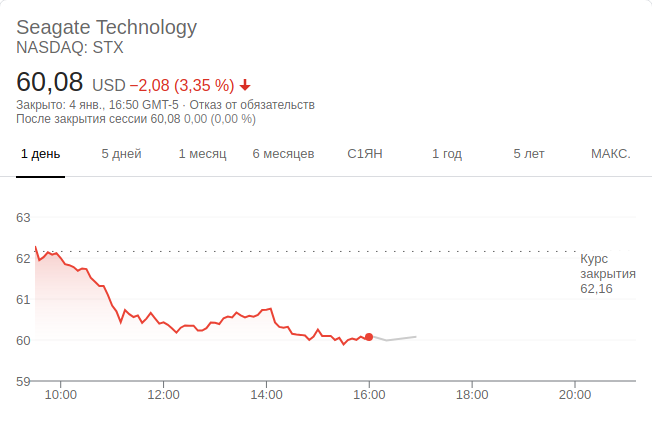 Seagate Technology
NASDAQ: STX
60,08 USD −2,08 (3,35 %)
Закрыто: 4 янв., 16:50 GMT-5 · Отказ от обязательств
После закрытия сессии 60,08 0,00 (0,00 %)
1 день 5 дней 1 месяц 6 месяцев С1ЯН 1 год 5 лет МАКС.
63
62
61
60
59
Курс
закрытия
62,16
10:00 12:00 14:00 16:00 18:00 20:00